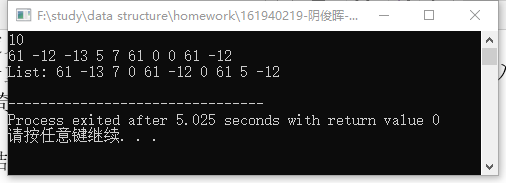 F:\study\data structure\homework\161940219-阴俊晖-...
10
61 -12 -13 5 7 61 0 0 61 -12
List: 61 -13 7 0 61 -12 0 61 5 -12
--------------------------------
Process exited after 5.025 seconds with return value 0
请按任意键继续. . .